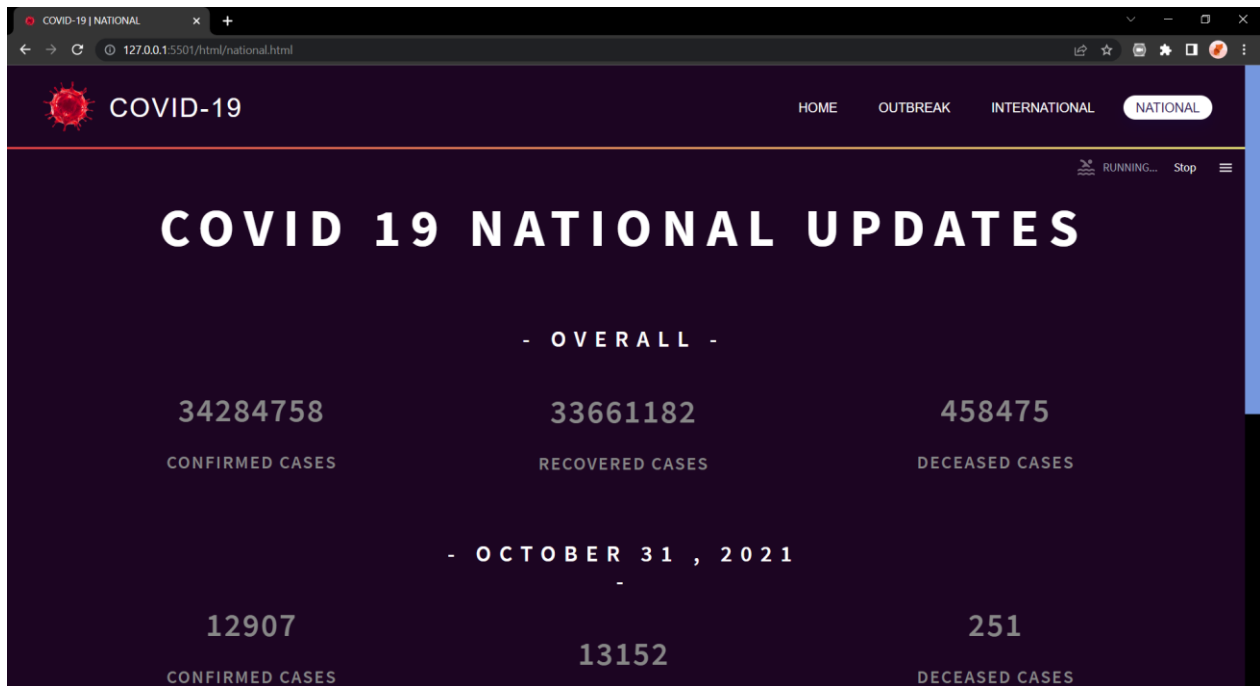 COVID-19 | NATIONAL
127.0.0.1:5501/html/national.html
COVID-19
HOME OUTBREAK INTERNATIONAL NATIONAL
RUNNING... Stop
COVID 19 NATIONAL UPDATES
- OVERALL -
34284758 33661182 458475
CONFIRMED CASES RECOVERED CASES DECEASED CASES
- OCTOBER 31 , 2021
-
12907 13152 251
CONFIRMED CASES DECEASED CASES